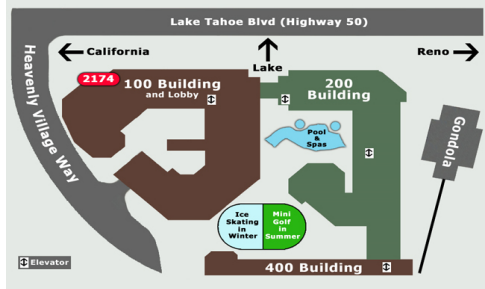 Lake Tahoe Blvd (Highway 50)
California
Lake
Reno
Heavenly Village Way
2174
100 Building
and Lobby
200
Building
Pool
&
Spas
Gondola
Ice
Skating
in
Winter
Mini
Golf
in
Summer
Elevator
400 Building